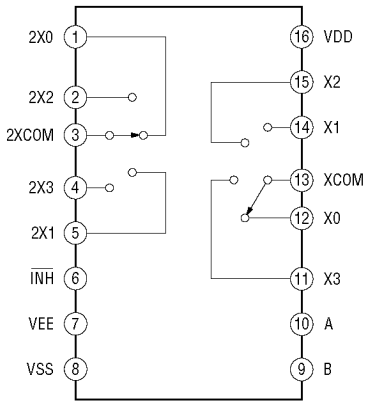 2X0 1 16 VDD
15 X2
2X2 2
14 X1
2XCOM 3
13 XCOM
2X3 4
12 X0
2X1 5
I̅N̅H̅ 6 11 X3
VEE 7 10 A
VSS 8 9 B